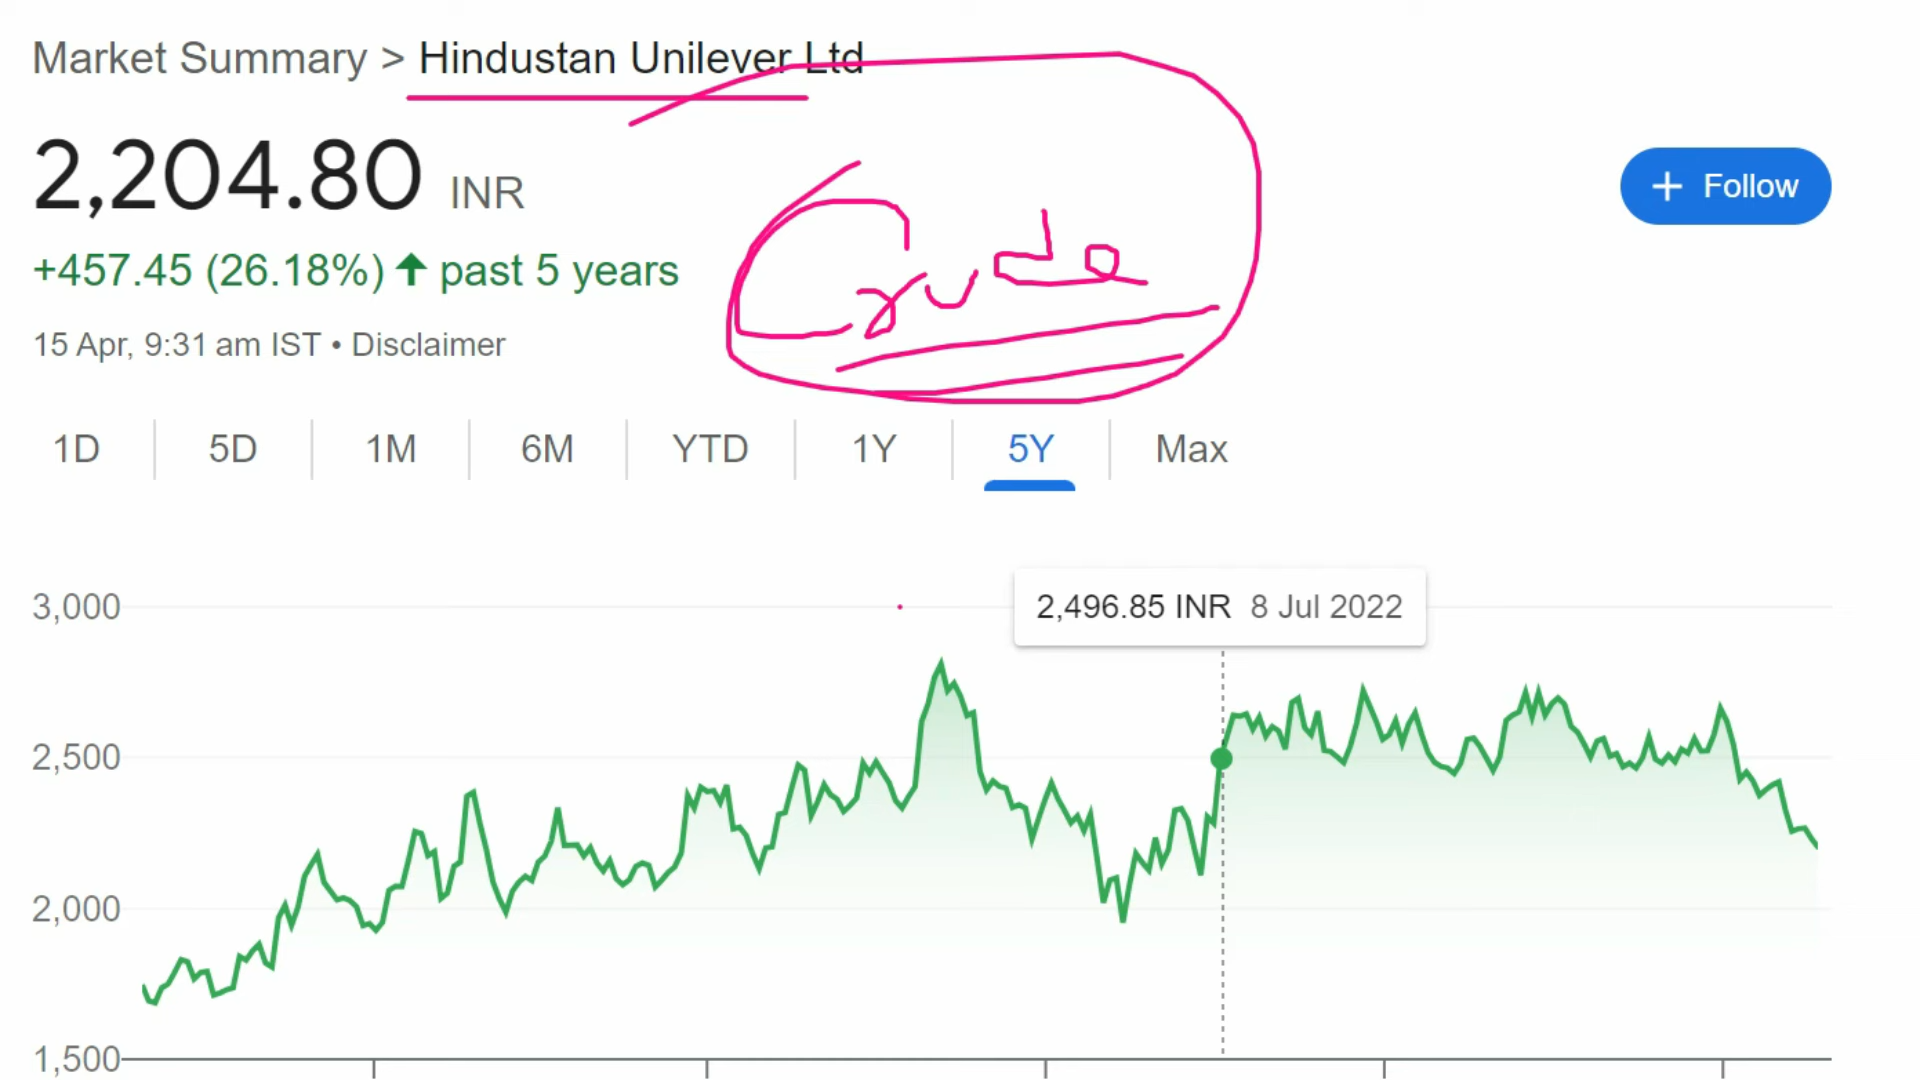 Market Summary > Hindustan Unilever Ltd
2,204.80 INR
+ Follow
+457.45 (26.18%) ↑ past 5 years
Crude
15 Apr, 9:31 am IST • Disclaimer
1D 5D 1M 6M YTD 1Y 5Y Max
2,496.85 INR 8 Jul 2022
3,000
2,500
2,000
1,500